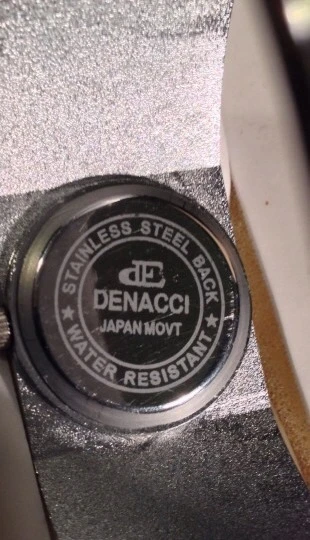 STAINLESS STEEL BACK
dE
DENACCI
JAPAN MOVT
★ WATER RESISTANT ★